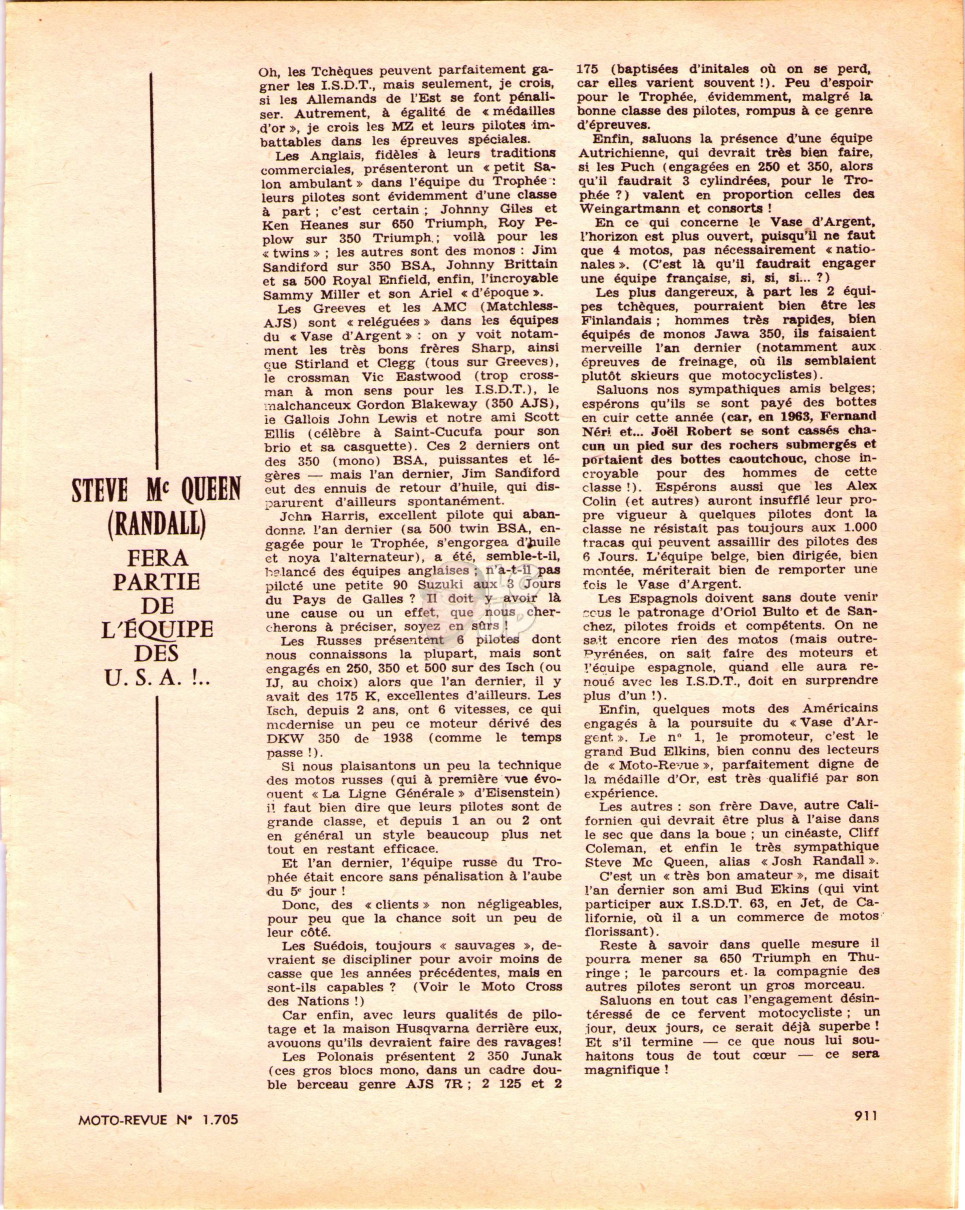 STEVE Mc QUEEN
(RANDALL)
FERA
PARTIE
DE
L'ÉQUIPE
DES
U. S. A. !..
Oh, les Tchèques peuvent parfaitement ga-
gner les I.S.D.T., mais seulement, je crois,
si les Allemands de l'Est se font pénali-
ser. Autrement, à égalité de « médailles
d'or », je crois les MZ et leurs pilotes im-
battables dans les épreuves spéciales.
Les Anglais, fidèles à leurs traditions
commerciales, présenteront un « petit Sa-
lon ambulant » dans l'équipe du Trophée :
leurs pilotes sont évidemment d'une classe
à part ; c'est certain ; Johnny Giles et
Ken Heanes sur 650 Triumph, Roy Pe-
plow sur 350 Triumph ; voilà pour les
« twins » ; les autres sont des monos : Jim
Sandiford sur 350 BSA, Johnny Brittain
et sa 500 Royal Enfield, enfin, l'incroyable
Sammy Miller et son Ariel « d'époque ».
Les Greeves et les AMC (Matchless-
AJS) sont « reléguées » dans les équipes
du « Vase d'Argent » : on y voit notam-
ment les très bons frères Sharp, ainsi
que Stirland et Clegg (tous sur Greeves),
le crossman Vic Eastwood (trop cross-
man à mon sens pour les I.S.D.T.), le
malchanceux Gordon Blakeway (350 AJS),
le Gallois John Lewis et notre ami Scott
Ellis (célèbre à Saint-Cucufa pour son
brio et sa casquette). Ces 2 derniers ont
des 350 (mono) BSA, puissantes et lé-
gères — mais l'an dernier, Jim Sandiford
eut des ennuis de retour d'huile, qui dis-
parurent d'ailleurs spontanément.
John Harris, excellent pilote qui aban-
donna l'an dernier (sa 500 twin BSA, en-
gagée pour le Trophée, s'engorgea d'huile
et noya l'alternateur), a été, semble-t-il,
balancé des équipes anglaises ; n'a-t-il pas
piloté une petite 90 Suzuki aux 3 Jours
du Pays de Galles ? Il doit y avoir là
une cause ou un effet, que nous cher-
cherons à préciser, soyez en sûrs !
Les Russes présentent 6 pilotes dont
nous connaissons la plupart, mais sont
engagés en 250, 350 et 500 sur des Isch (ou
IJ, au choix) alors que l'an dernier, il y
avait des 175 K, excellentes d'ailleurs. Les
Isch, depuis 2 ans, ont 6 vitesses, ce qui
modernise un peu ce moteur dérivé des
DKW 350 de 1938 (comme le temps
passe !).
Si nous plaisantons un peu la technique
des motos russes (qui à première vue évo-
quent « La Ligne Générale » d'Eisenstein)
il faut bien dire que leurs pilotes sont de
grande classe, et depuis 1 an ou 2 ont
en général un style beaucoup plus net
tout en restant efficace.
Et l'an dernier, l'équipe russe du Tro-
phée était encore sans pénalisation à l'aube
du 5e jour !
Donc, des « clients » non négligeables,
pour peu que la chance soit un peu de
leur côté.
Les Suédois, toujours « sauvages », de-
vraient se discipliner pour avoir moins de
casse que les années précédentes, mais en
sont-ils capables ? (Voir le Moto Cross
des Nations !)
Car enfin, avec leurs qualités de pilo-
tage et la maison Husqvarna derrière eux,
avouons qu'ils devraient faire des ravages!
Les Polonais présentent 2 350 Junak
(ces gros blocs mono, dans un cadre dou-
ble berceau genre AJS 7R ; 2 125 et 2
175 (baptisées d'initales où on se perd,
car elles varient souvent !). Peu d'espoir
pour le Trophée, évidemment, malgré la
bonne classe des pilotes, rompus à ce genre
d'épreuves.
Enfin, saluons la présence d'une équipe
Autrichienne, qui devrait très bien faire,
si les Puch (engagées en 250 et 350, alors
qu'il faudrait 3 cylindrées, pour le Tro-
phée ?) valent en proportion celles des
Weingartmann et consorts !
En ce qui concerne le Vase d'Argent,
l'horizon est plus ouvert, puisqu'il ne faut
que 4 motos, pas nécessairement « natio-
nales ». (C'est là qu'il faudrait engager
une équipe française, si, si, si... ?)
Les plus dangereux, à part les 2 équi-
pes tchèques, pourraient bien être les
Finlandais ; hommes très rapides, bien
équipés de monos Jawa 350, ils faisaient
merveille l'an dernier (notamment aux
épreuves de freinage, où ils semblaient
plutôt skieurs que motocyclistes).
Saluons nos sympathiques amis belges;
espérons qu'ils se sont payé des bottes
en cuir cette année (car, en 1963, Fernand
Néri et... Joël Robert se sont cassés cha-
cun un pied sur des rochers submergés et
portaient des bottes caoutchouc, chose in-
croyable pour des hommes de cette
classe !). Espérons aussi que les Alex
Colin (et autres) auront insufflé leur pro-
pre vigueur à quelques pilotes dont la
classe ne résistait pas toujours aux 1.000
tracas qui peuvent assaillir des pilotes des
6 Jours. L'équipe belge, bien dirigée, bien
montée, mériterait bien de remporter une
fois le Vase d'Argent.
Les Espagnols doivent sans doute venir
sous le patronage d'Oriol Bulto et de San-
chez, pilotes froids et compétents. On ne
sait encore rien des motos (mais outre-
Pyrénées, on sait faire des moteurs et
l'équipe espagnole, quand elle aura re-
noué avec les I.S.D.T., doit en surprendre
plus d'un !).
Enfin, quelques mots des Américains
engagés à la poursuite du « Vase d'Ar-
gent ». Le n° 1, le promoteur, c'est le
grand Bud Elkins, bien connu des lecteurs
de « Moto-Revue », parfaitement digne de
la médaille d'Or, est très qualifié par son
expérience.
Les autres : son frère Dave, autre Cali-
fornien qui devrait être plus à l'aise dans
le sec que dans la boue ; un cinéaste, Cliff
Coleman, et enfin le très sympathique
Steve Mc Queen, alias « Josh Randall ».
C'est un « très bon amateur », me disait
l'an dernier son ami Bud Ekins (qui vint
participer aux I.S.D.T. 63, en Jet, de Ca-
lifornie, où il a un commerce de motos
florissant).
Reste à savoir dans quelle mesure il
pourra mener sa 650 Triumph en Thu-
ringe ; le parcours et la compagnie des
autres pilotes seront un gros morceau.
Saluons en tout cas l'engagement désin-
téressé de ce fervent motocycliste ; un
jour, deux jours, ce serait déjà superbe !
Et s'il termine — ce que nous lui sou-
haitons tous de tout cœur — ce sera
magnifique !
MOTO-REVUE N° 1.705
911